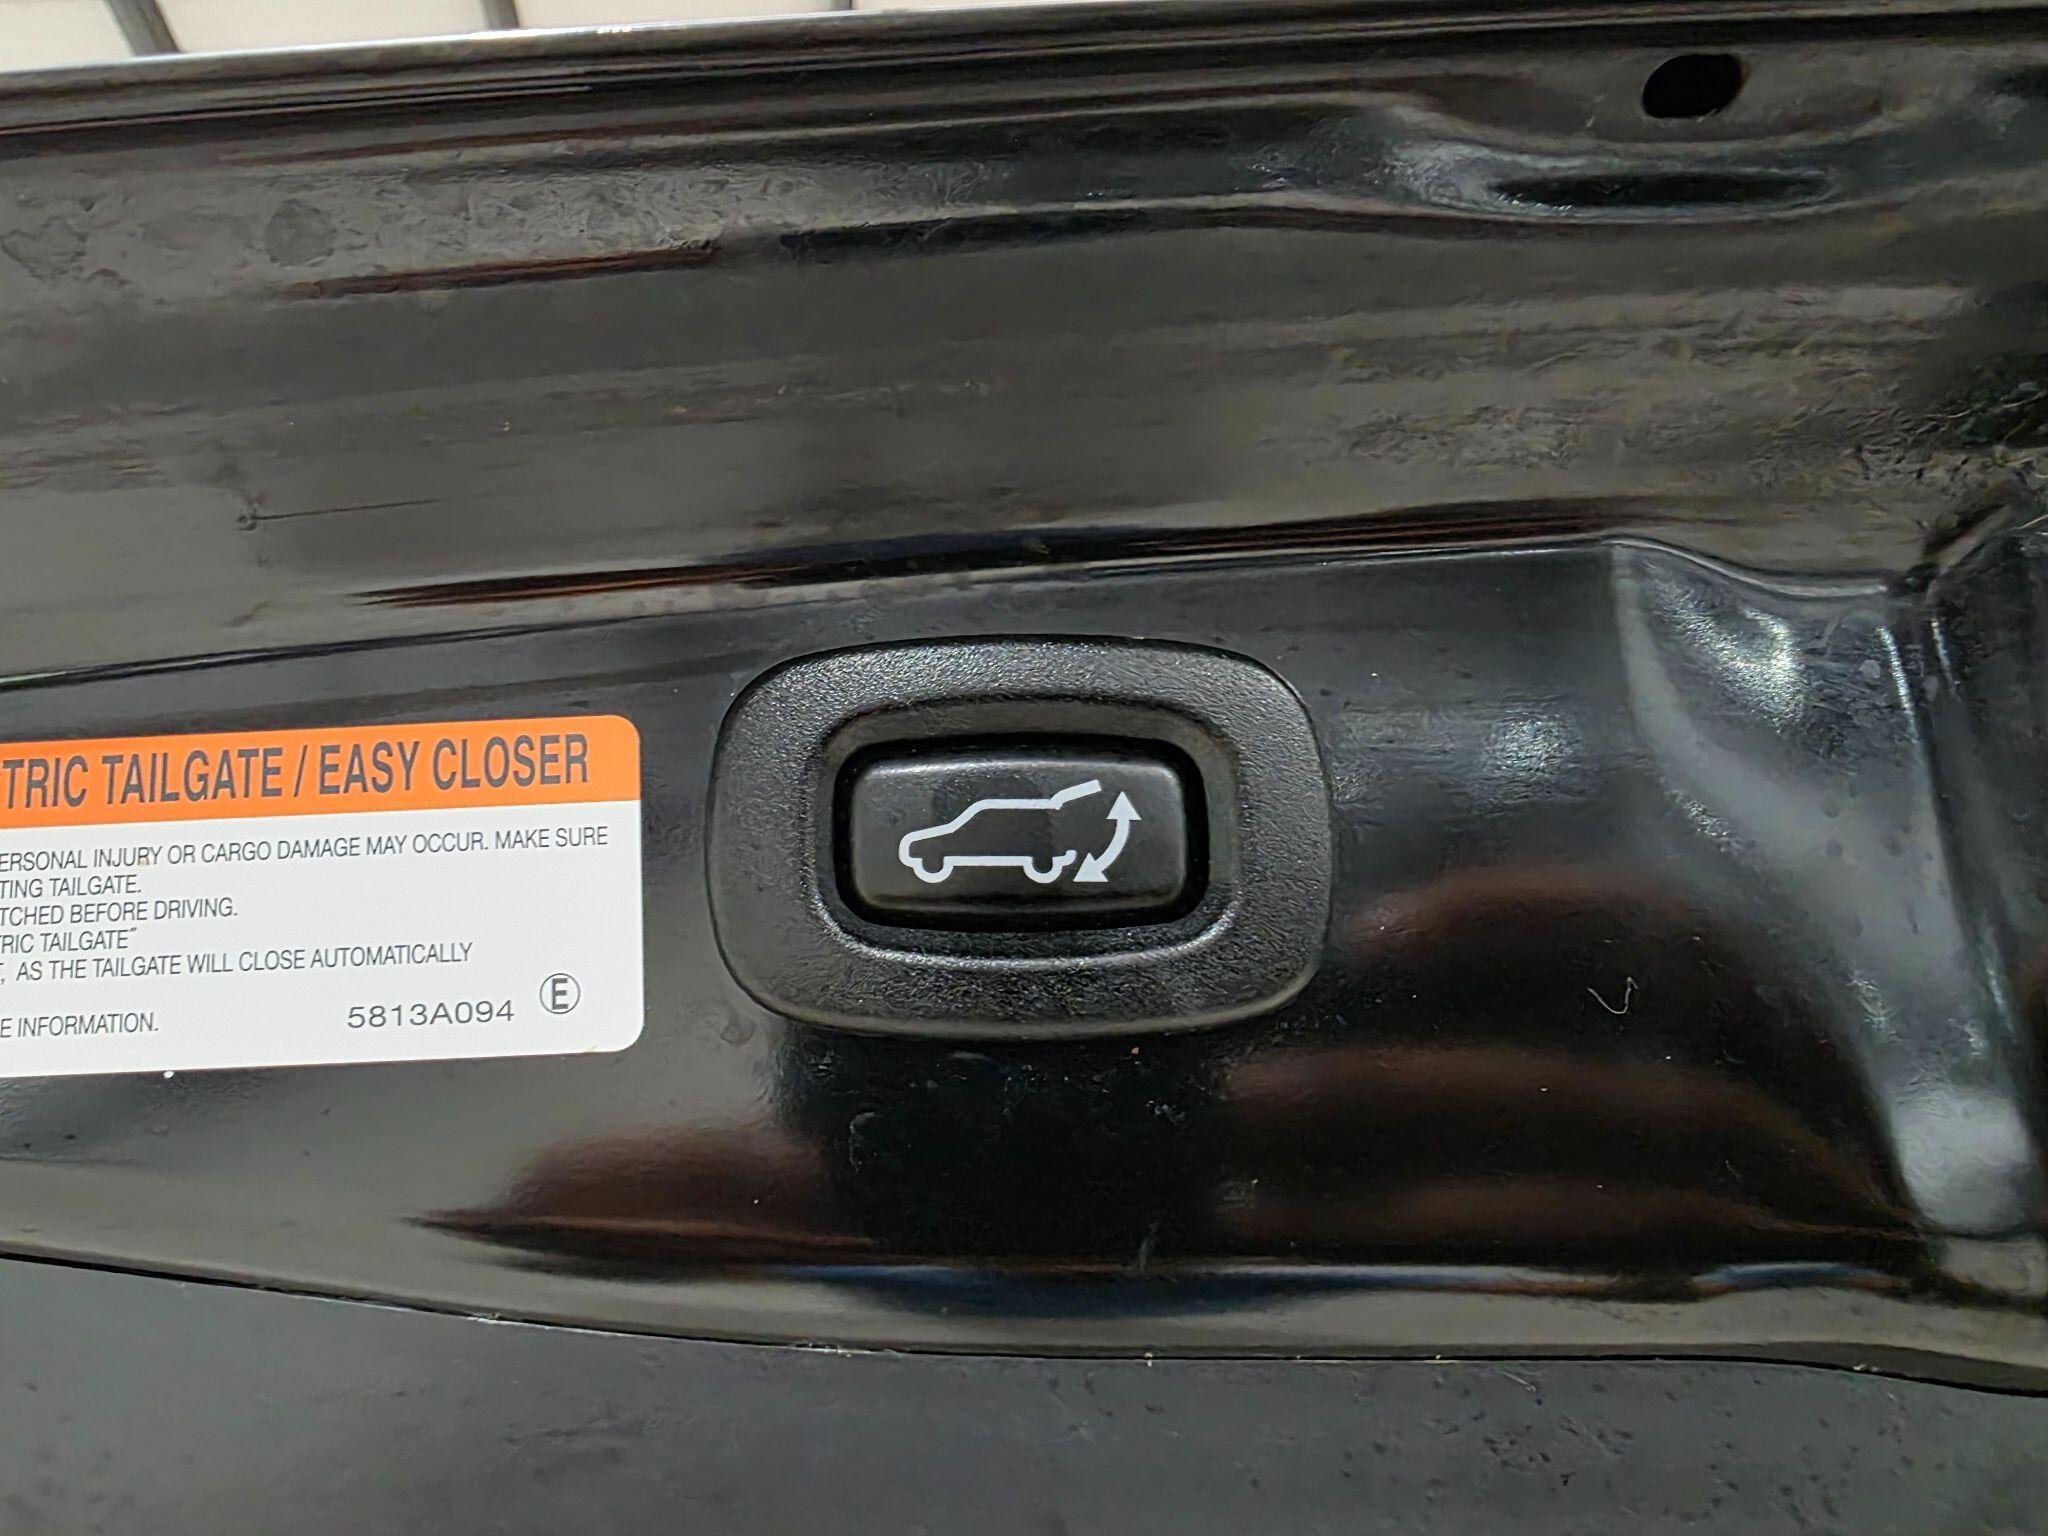 TRIC TAILGATE / EASY CLOSER
ERSONAL INJURY OR CARGO DAMAGE MAY OCCUR. MAKE SURE
TING TAILGATE.
TCHED BEFORE DRIVING.
TRIC TAILGATE"
, AS THE TAILGATE WILL CLOSE AUTOMATICALLY
E INFORMATION.
5813A094 E